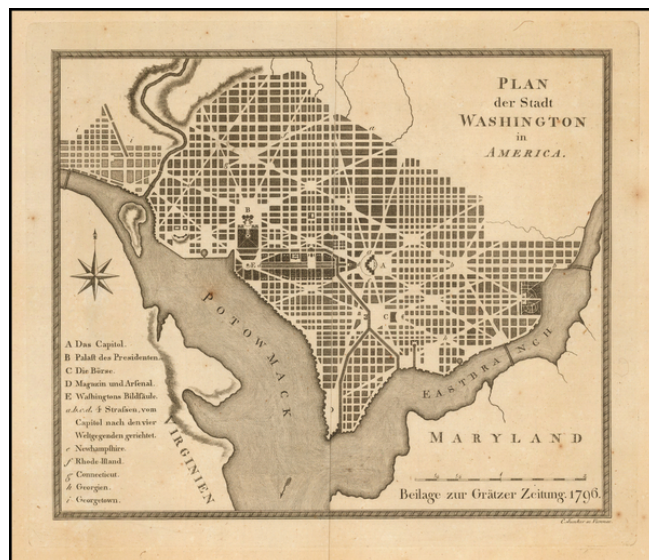 PLAN
der Stadt
WASHINGTON
in
AMERICA.
B
E
A
C
D
POTOWMACK
EASTBRANCH
MARYLAND
VIRGINIEN
A Das Capitol.
B Palast des Presidenten.
C Die Börse.
D Magazin und Arsenal.
E Washingtons Bildsäule.
a.b.c.d. 4 Strassen, vom
Capitol nach den vier
Weltgegenden gerichtet.
e Newhampshire.
f Rhode-Island.
g Connecticut.
h Georgien.
i Georgetown.
Beilage zur Grätzer Zeitung. 1796.